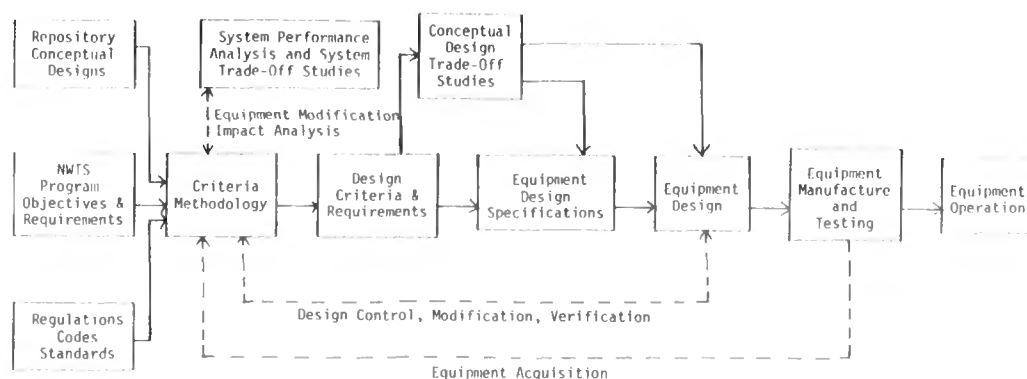 Repository
Conceptual
Designs
System Performance
Analysis and System
Trade-Off Studies
Conceptual
Design
Trade-Off
Studies
Equipment Modification
Impact Analysis
NWTS
Program
Objectives &
Requirements
Criteria
Methodology
Design
Criteria &
Requirements
Equipment
Design
Specifications
Equipment
Design
Equipment
Manufacture
and
Testing
Equipment
Operation
Regulations
Codes
Standards
Design Control, Modification, Verification
Equipment Acquisition